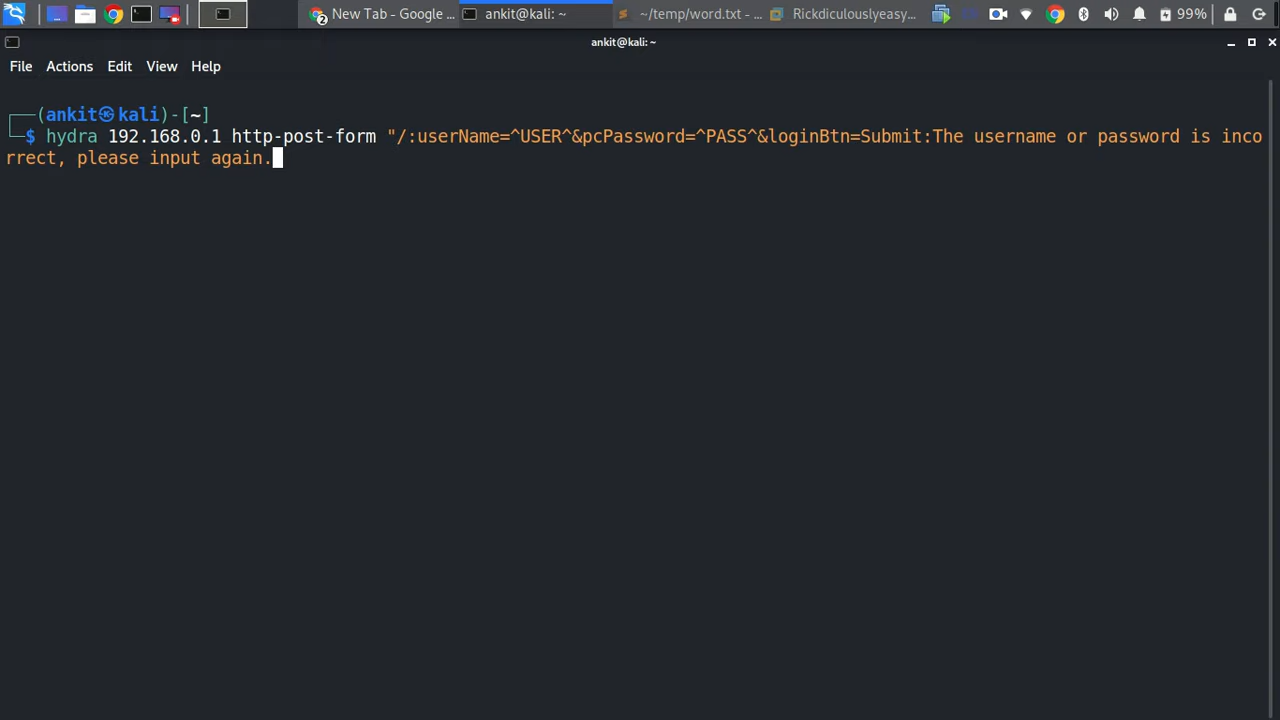 New Tab - Google ...
ankit@kali: ~
~/temp/word.txt - ...
Rickdiculouslyeasy...
99%
ankit@kali: ~
File Actions Edit View Help
┌──(ankit㉿kali)-[~]
└─$ hydra 192.168.0.1 http-post-form "/:userName=^USER^&pcPassword=^PASS^&loginBtn=Submit:The username or password is inco
rrect, please input again.